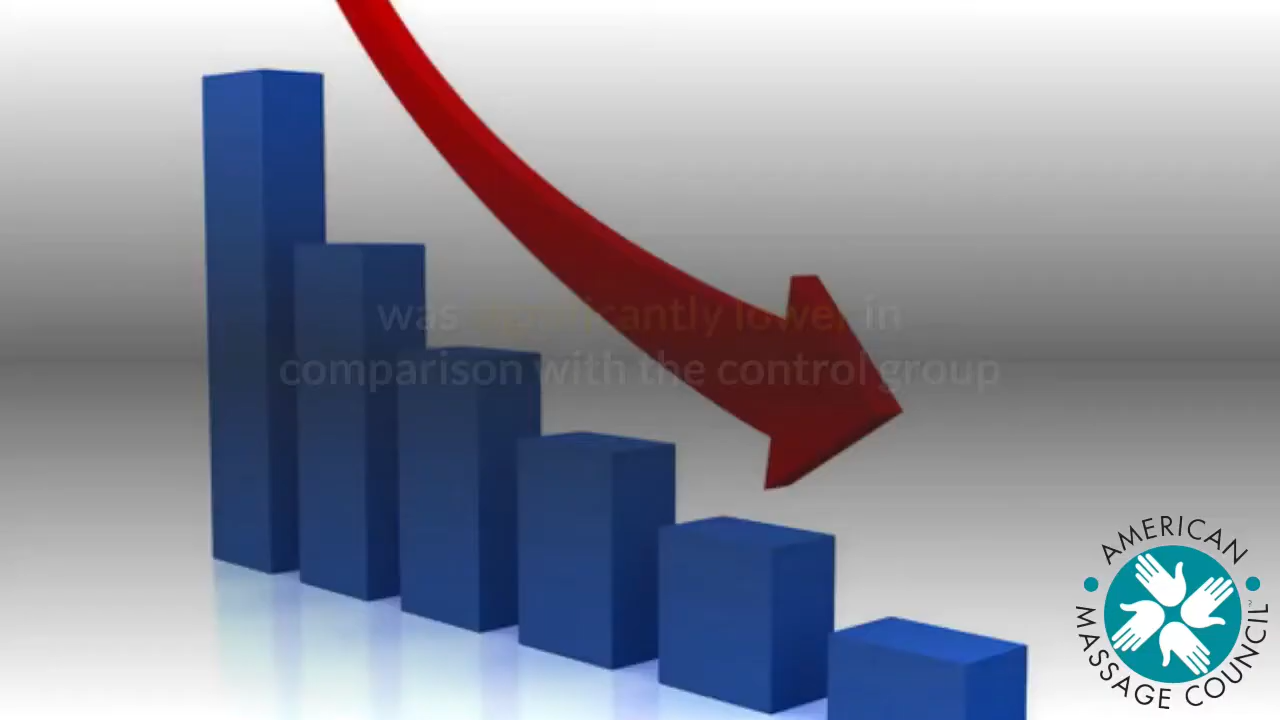 was significantly lower in
comparison with the control group
AMERICAN
MASSAGE COUNCIL